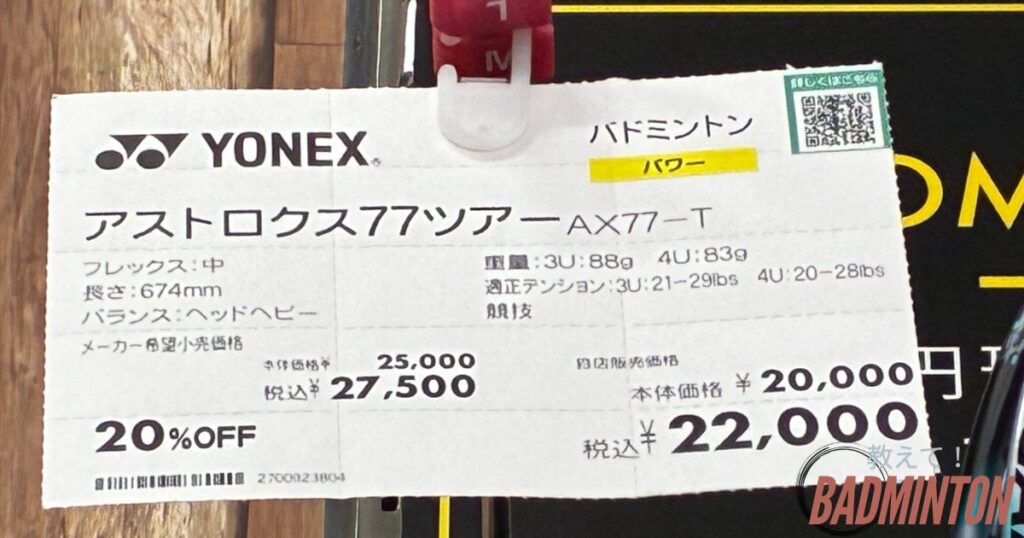 YONEX
バドミントン
パワー
アストロクス77ツアー AX77-T
フレックス:中
長さ:674mm
バランス:ヘッドヘビー
重量:3U:88g 4U:83g
適正テンション:3U:21-29lbs 4U:20-28lbs
競技
メーカー希望小売価格
本体価格¥ 25,000
税込¥ 27,500
20%OFF
2700923804
当店販売価格
本体価格 ¥ 20,000
税込¥ 22,000
教えて!
BADMINTON
OM
円